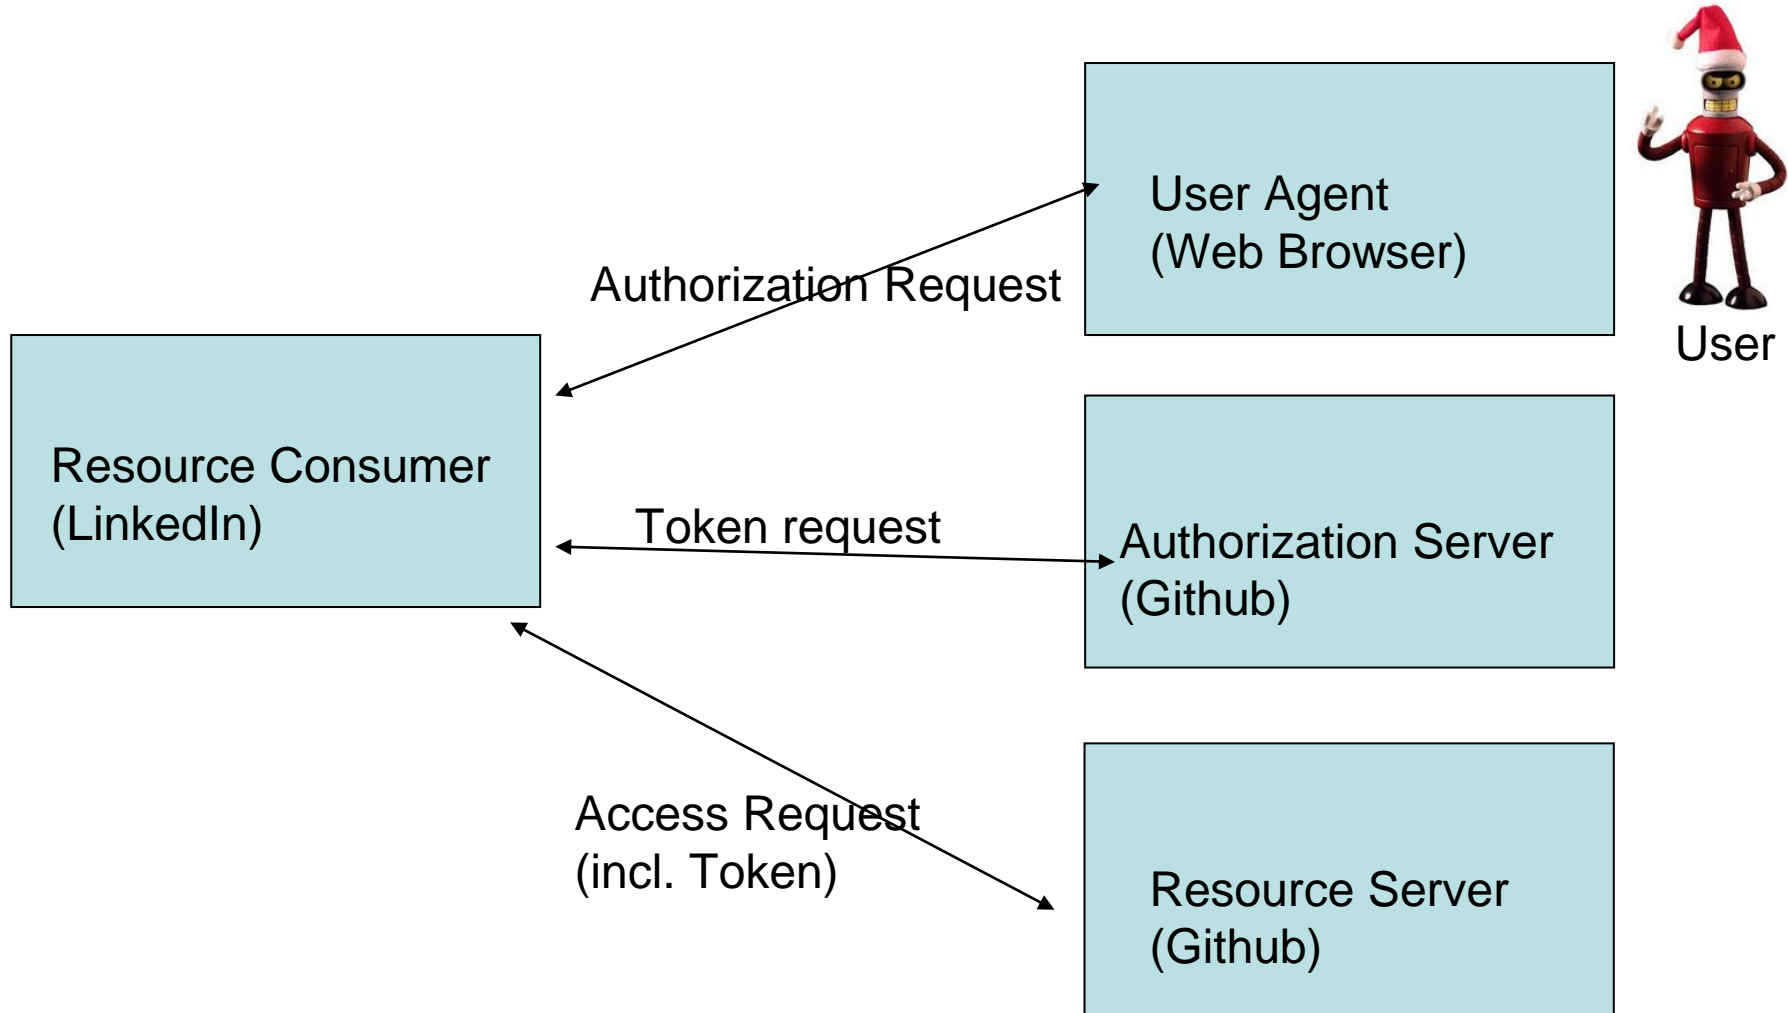 User Agent
(Web Browser)
Authorization Request
User
Resource Consumer
(LinkedIn)
Token request
Authorization Server
(Github)
Access Request
(incl. Token)
Resource Server
(Github)